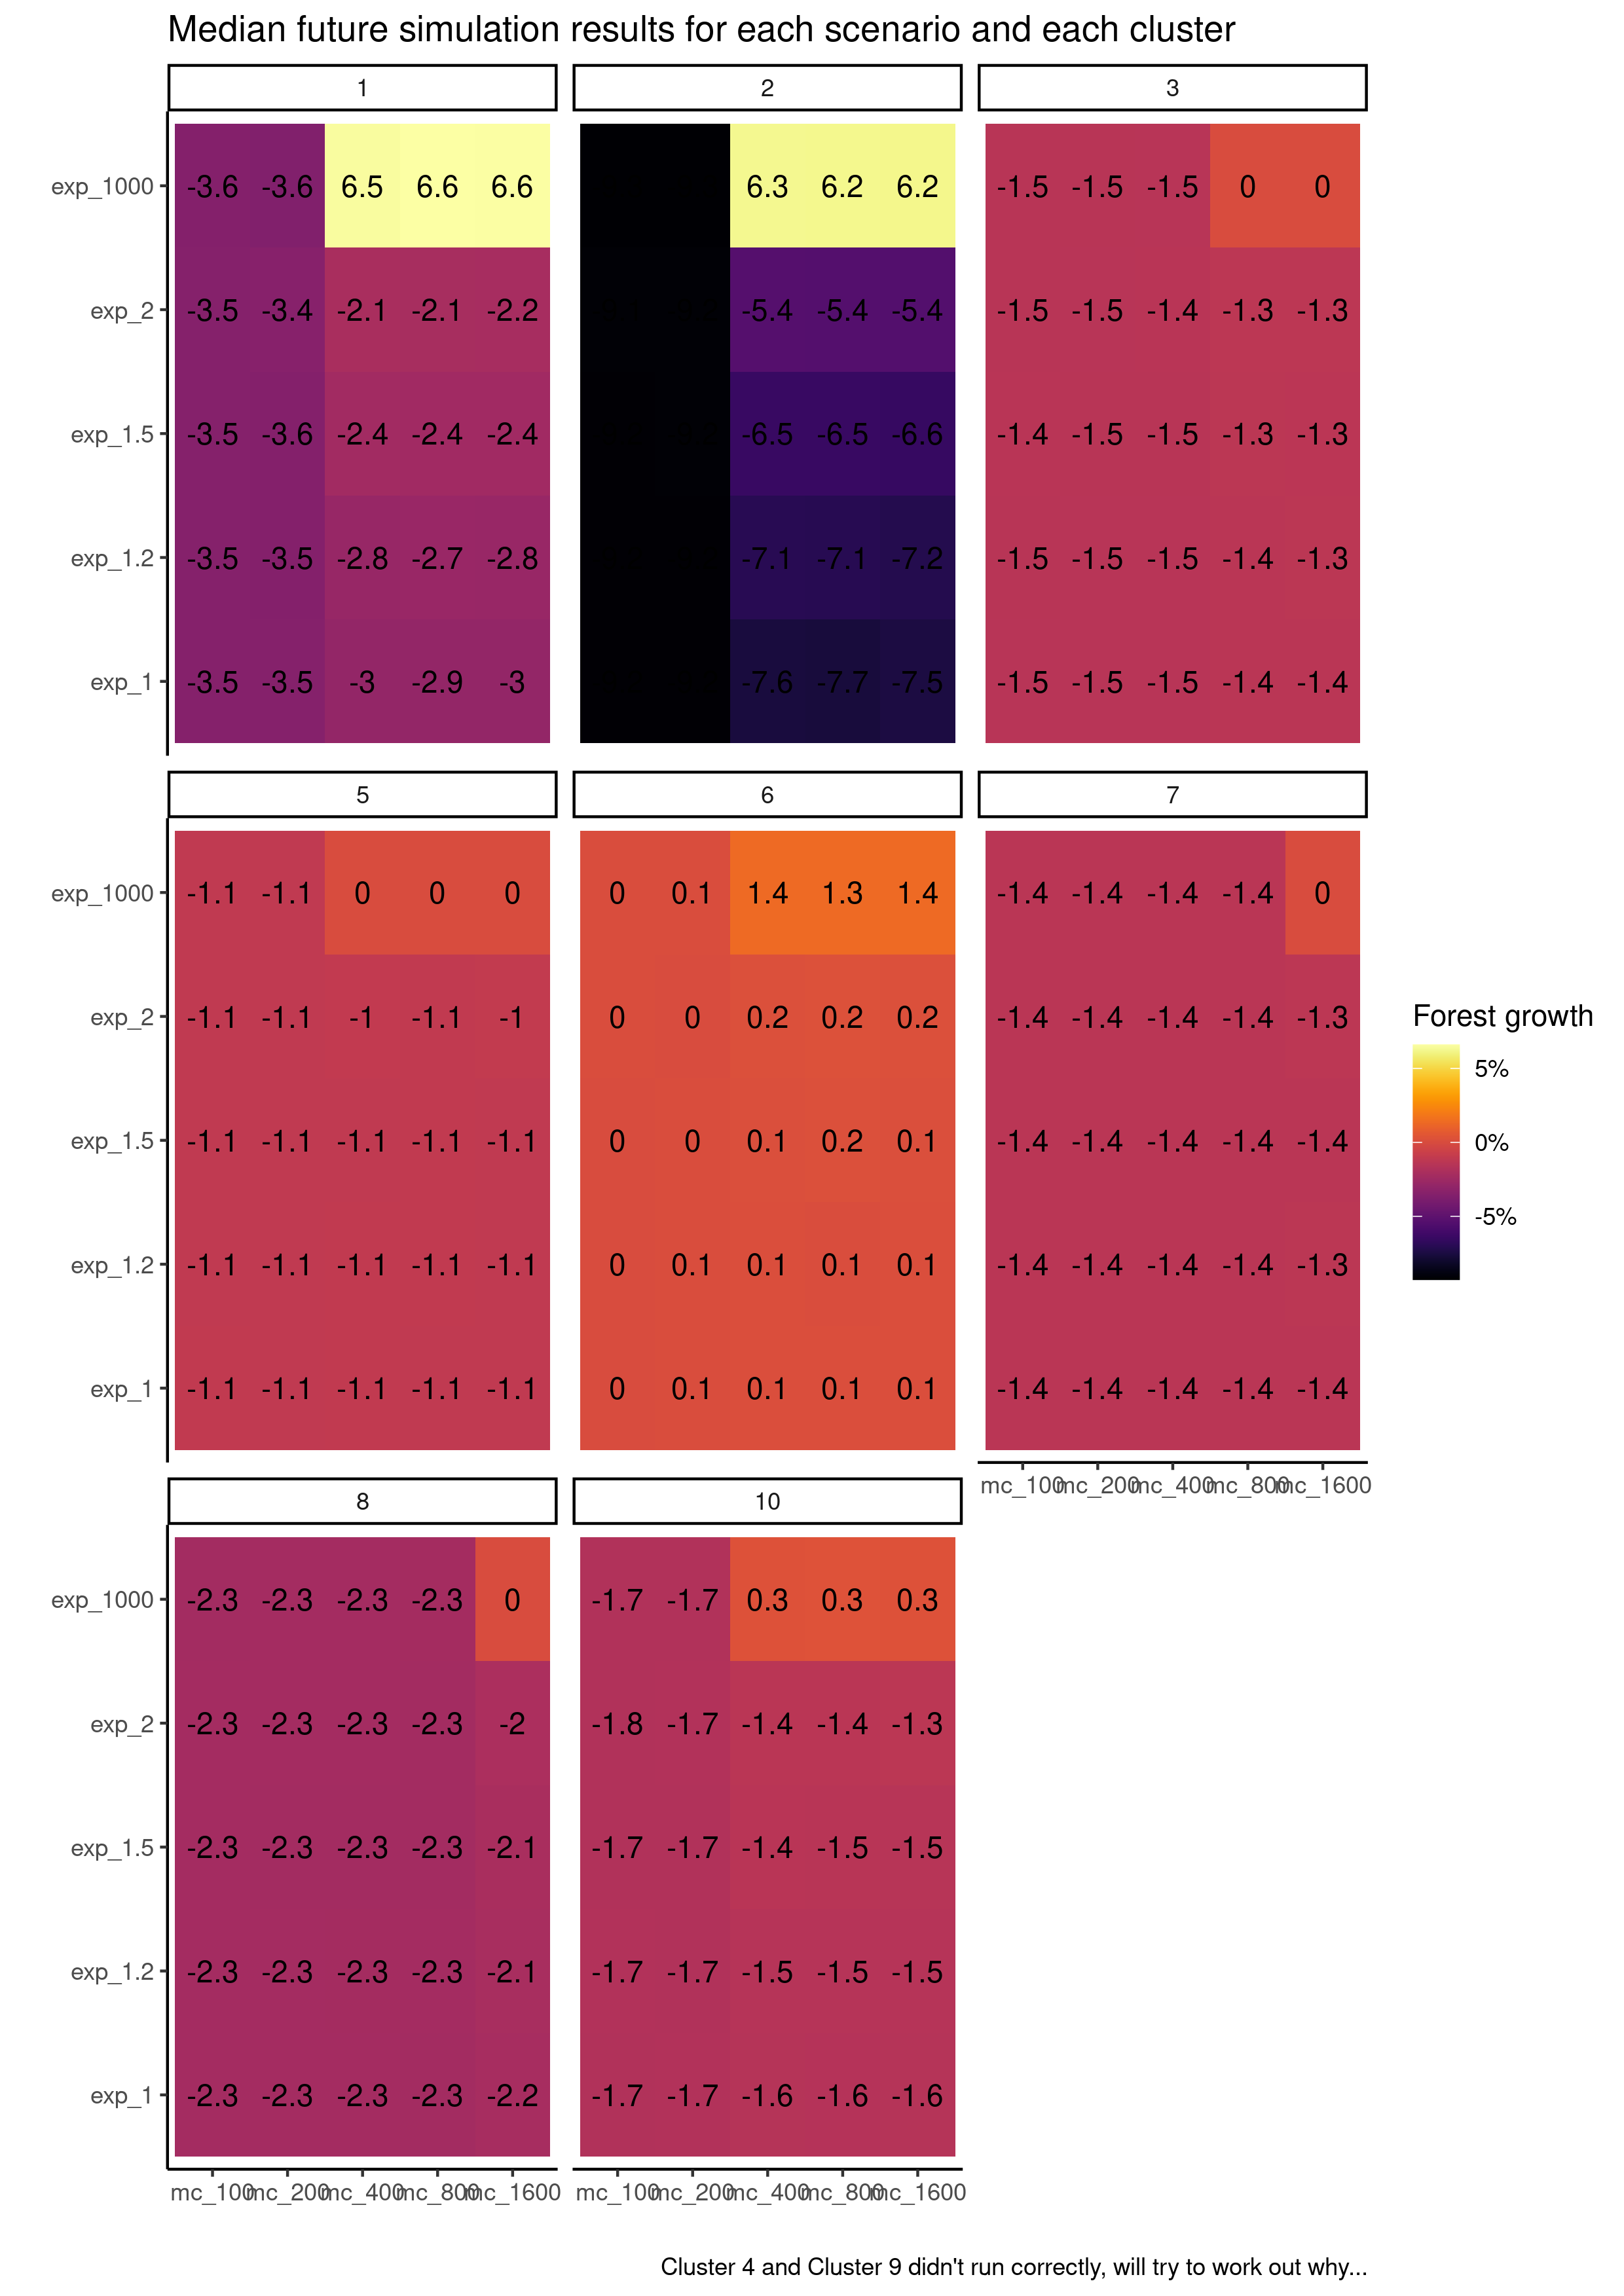 Median future simulation results for each scenario and each cluster
1 2 3
exp_1000 -3.6 -3.6 6.5 6.6 6.6 6.3 6.2 6.2 -1.5 -1.5 -1.5 0 0
exp_2 -3.5 -3.4 -2.1 -2.1 -2.2 -5.4 -5.4 -5.4 -1.5 -1.5 -1.4 -1.3 -1.3
exp_1.5 -3.5 -3.6 -2.4 -2.4 -2.4 -6.5 -6.5 -6.6 -1.4 -1.5 -1.5 -1.3 -1.3
exp_1.2 -3.5 -3.5 -2.8 -2.7 -2.8 -7.1 -7.1 -7.2 -1.5 -1.5 -1.5 -1.4 -1.3
exp_1 -3.5 -3.5 -3 -2.9 -3 -7.6 -7.7 -7.5 -1.5 -1.5 -1.5 -1.4 -1.4
5 6 7
exp_1000 -1.1 -1.1 0 0 0 0 0.1 1.4 1.3 1.4 -1.4 -1.4 -1.4 -1.4 0
exp_2 -1.1 -1.1 -1 -1.1 -1 0 0 0.2 0.2 0.2 -1.4 -1.4 -1.4 -1.4 -1.3
exp_1.5 -1.1 -1.1 -1.1 -1.1 -1.1 0 0 0.1 0.2 0.1 -1.4 -1.4 -1.4 -1.4 -1.4
exp_1.2 -1.1 -1.1 -1.1 -1.1 -1.1 0 0.1 0.1 0.1 0.1 -1.4 -1.4 -1.4 -1.4 -1.3
exp_1 -1.1 -1.1 -1.1 -1.1 -1.1 0 0.1 0.1 0.1 0.1 -1.4 -1.4 -1.4 -1.4 -1.4
mc_100 mc_200 mc_400 mc_800 mc_1600
Forest growth
5%
0%
-5%
8 10
exp_1000 -2.3 -2.3 -2.3 -2.3 0 -1.7 -1.7 0.3 0.3 0.3
exp_2 -2.3 -2.3 -2.3 -2.3 -2 -1.8 -1.7 -1.4 -1.4 -1.3
exp_1.5 -2.3 -2.3 -2.3 -2.3 -2.1 -1.7 -1.7 -1.4 -1.5 -1.5
exp_1.2 -2.3 -2.3 -2.3 -2.3 -2.1 -1.7 -1.7 -1.5 -1.5 -1.5
exp_1 -2.3 -2.3 -2.3 -2.3 -2.2 -1.7 -1.7 -1.6 -1.6 -1.6
mc_100 mc_200 mc_400 mc_800 mc_1600 mc_100 mc_200 mc_400 mc_800 mc_1600
Cluster 4 and Cluster 9 didn't run correctly, will try to work out why...